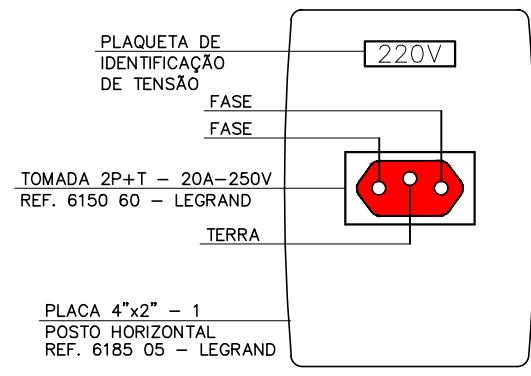 PLAQUETA DE
IDENTIFICAÇÃO
DE TENSÃO
220V
FASE
FASE
TOMADA 2P+T - 20A-250V
REF. 6150 60 - LEGRAND
TERRA
PLACA 4"x2" - 1
POSTO HORIZONTAL
REF. 6185 05 - LEGRAND